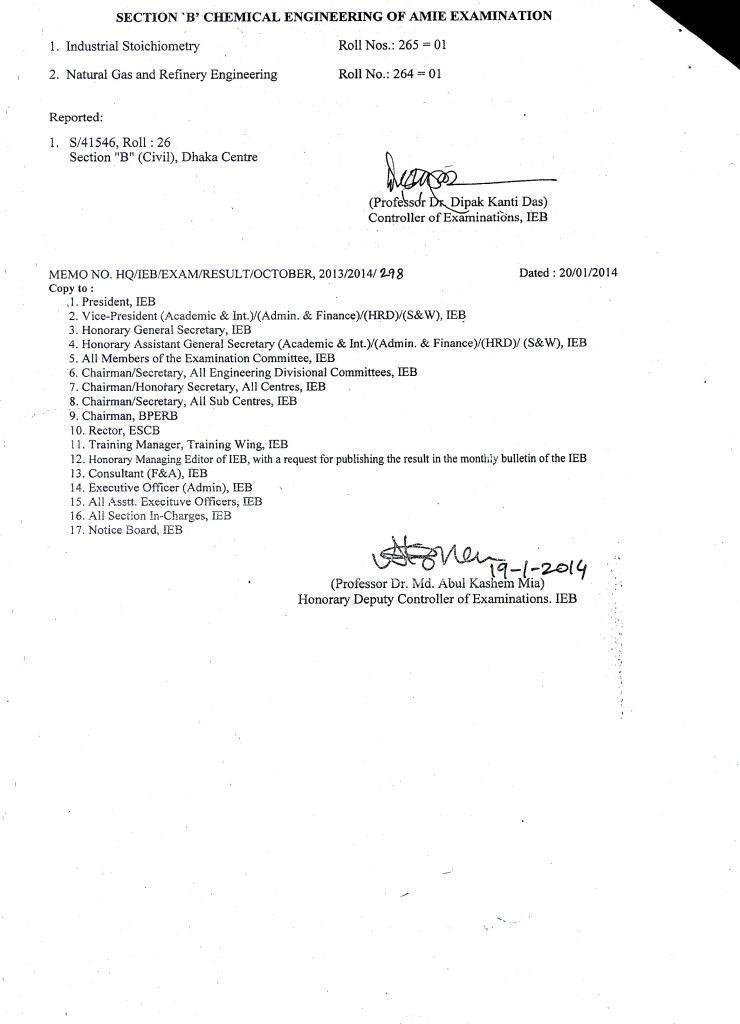 SECTION `B' CHEMICAL ENGINEERING OF AMIE EXAMINATION
1. Industrial Stoichiometry Roll Nos.: 265 = 01
2. Natural Gas and Refinery Engineering Roll No.: 264 = 01
Reported:
1. S/41546, Roll : 26
Section "B" (Civil), Dhaka Centre
(Professor Dr. Dipak Kanti Das)
Controller of Examinations, IEB
MEMO NO. HQ/IEB/EXAM/RESULT/OCTOBER, 2013/2014/ 298 Dated : 20/01/2014
Copy to :
1. President, IEB
2. Vice-President (Academic & Int.)/(Admin. & Finance)/(HRD)/(S&W), IEB
3. Honorary General Secretary, IEB
4. Honorary Assistant General Secretary (Academic & Int.)/(Admin. & Finance)/(HRD)/ (S&W), IEB
5. All Members of the Examination Committee, IEB
6. Chairman/Secretary, All Engineering Divisional Committees, IEB
7. Chairman/Honorary Secretary, All Centres, IEB
8. Chairman/Secretary, All Sub Centres, IEB
9. Chairman, BPERB
10. Rector, ESCB
11. Training Manager, Training Wing, IEB
12. Honorary Managing Editor of IEB, with a request for publishing the result in the monthly bulletin of the IEB
13. Consultant (F&A), IEB
14. Executive Officer (Admin), IEB
15. All Asstt. Execituve Officers, IEB
16. All Section In-Charges, IEB
17. Notice Board, IEB
19-1-2014
(Professor Dr. Md. Abul Kashem Mia)
Honorary Deputy Controller of Examinations. IEB